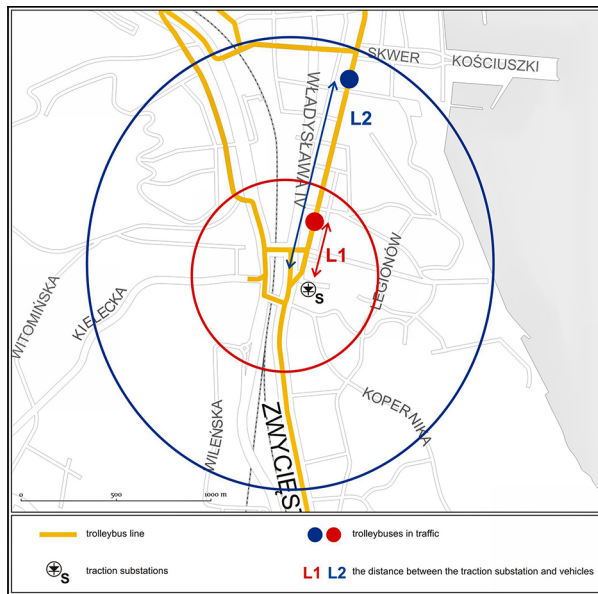 SKWER KOŚCIUSZKI
WŁADYSŁAWA IV
L2
L1
LEGIONÓW
S
WITOMIŃSKA
KIELECKA
KOPERNIKA
WILEŃSKA
ZWYCIĘST
0 500 1000 m
trolleybus line
trolleybuses in traffic
S
traction substations
L1 L2 the distance between the traction substation and vehicles